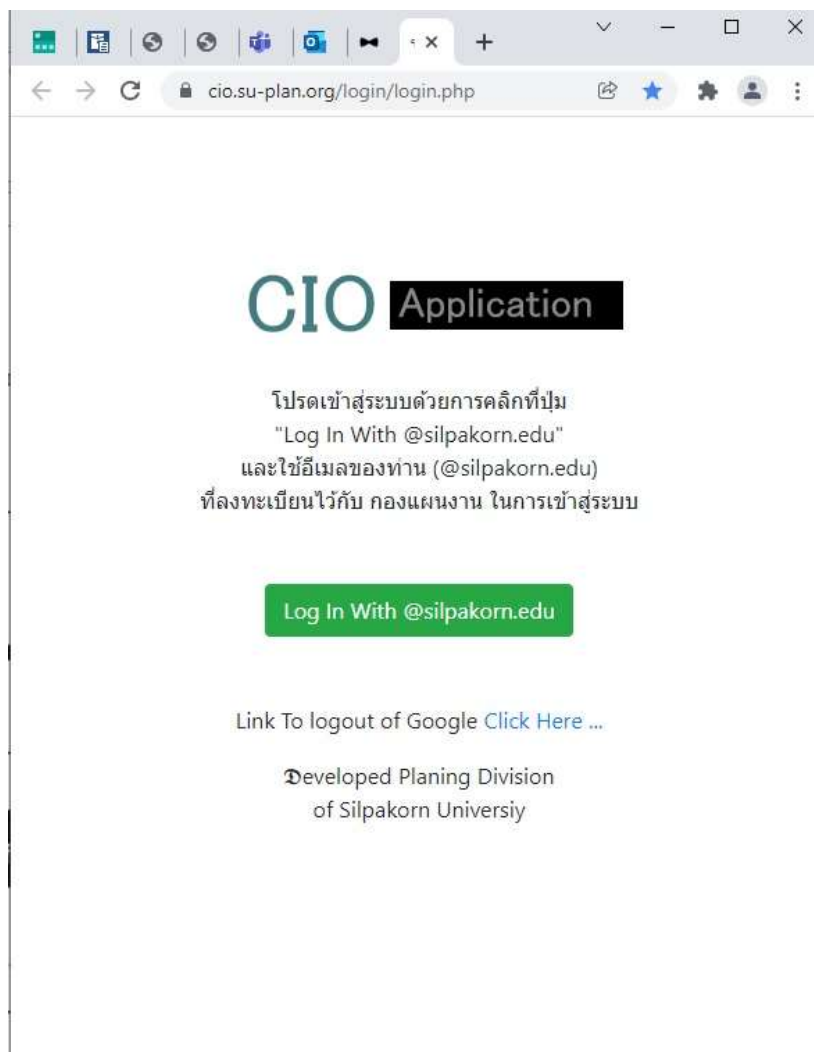 cio.su-plan.org/login/login.php
CIO Application
โปรดเข้าสู่ระบบด้วยการคลิกที่ปุ่ม
"Log In With @silpakorn.edu"
และใช้อีเมลของท่าน (@silpakorn.edu)
ที่ลงทะเบียนไว้กับ กองแผนงาน ในการเข้าสู่ระบบ
Log In With @silpakorn.edu
Link To logout of Google Click Here ...
𝕯eveloped Planing Division
of Silpakorn Universiy